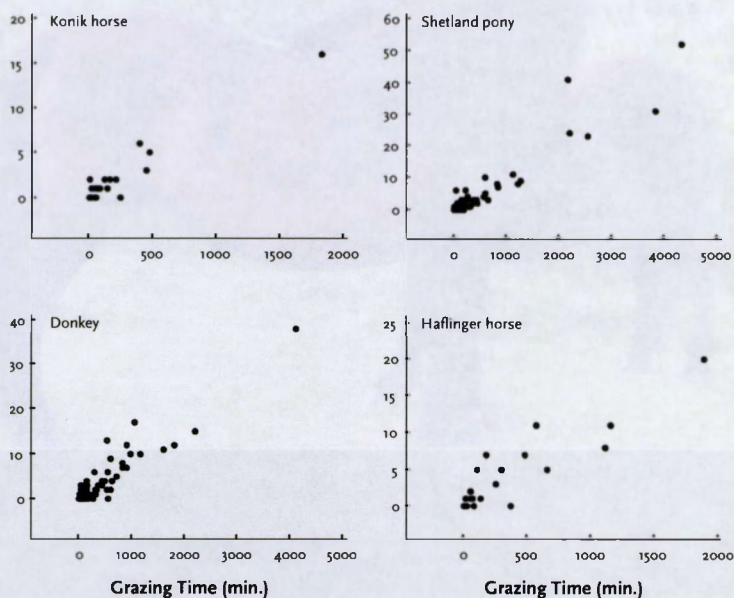 Konik horse
20
15
10
5
0
0 500 1000 1500 2000
Shetland pony
60
50
40
30
20
10
0
0 1000 2000 3000 4000 5000
Donkey
40
30
20
10
0
0 1000 2000 3000 4000 5000
Grazing Time (min.)
Haflinger horse
25
20
15
10
5
0
0 500 1000 1500 2000
Grazing Time (min.)